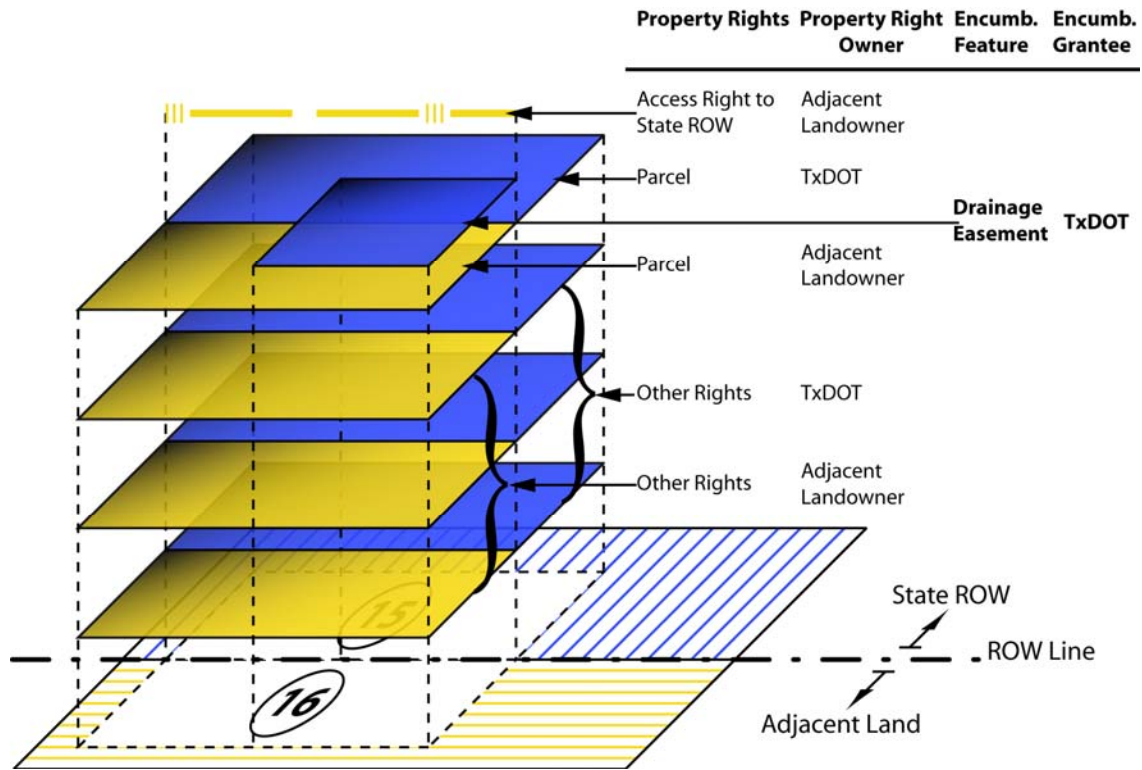 Property Rights Property Right Owner Encumb. Feature Encumb. Grantee
Access Right to State ROW Adjacent Landowner
Parcel TxDOT
Drainage Easement TxDOT
Parcel Adjacent Landowner
Other Rights TxDOT
Other Rights Adjacent Landowner
15
State ROW
ROW Line
16
Adjacent Land